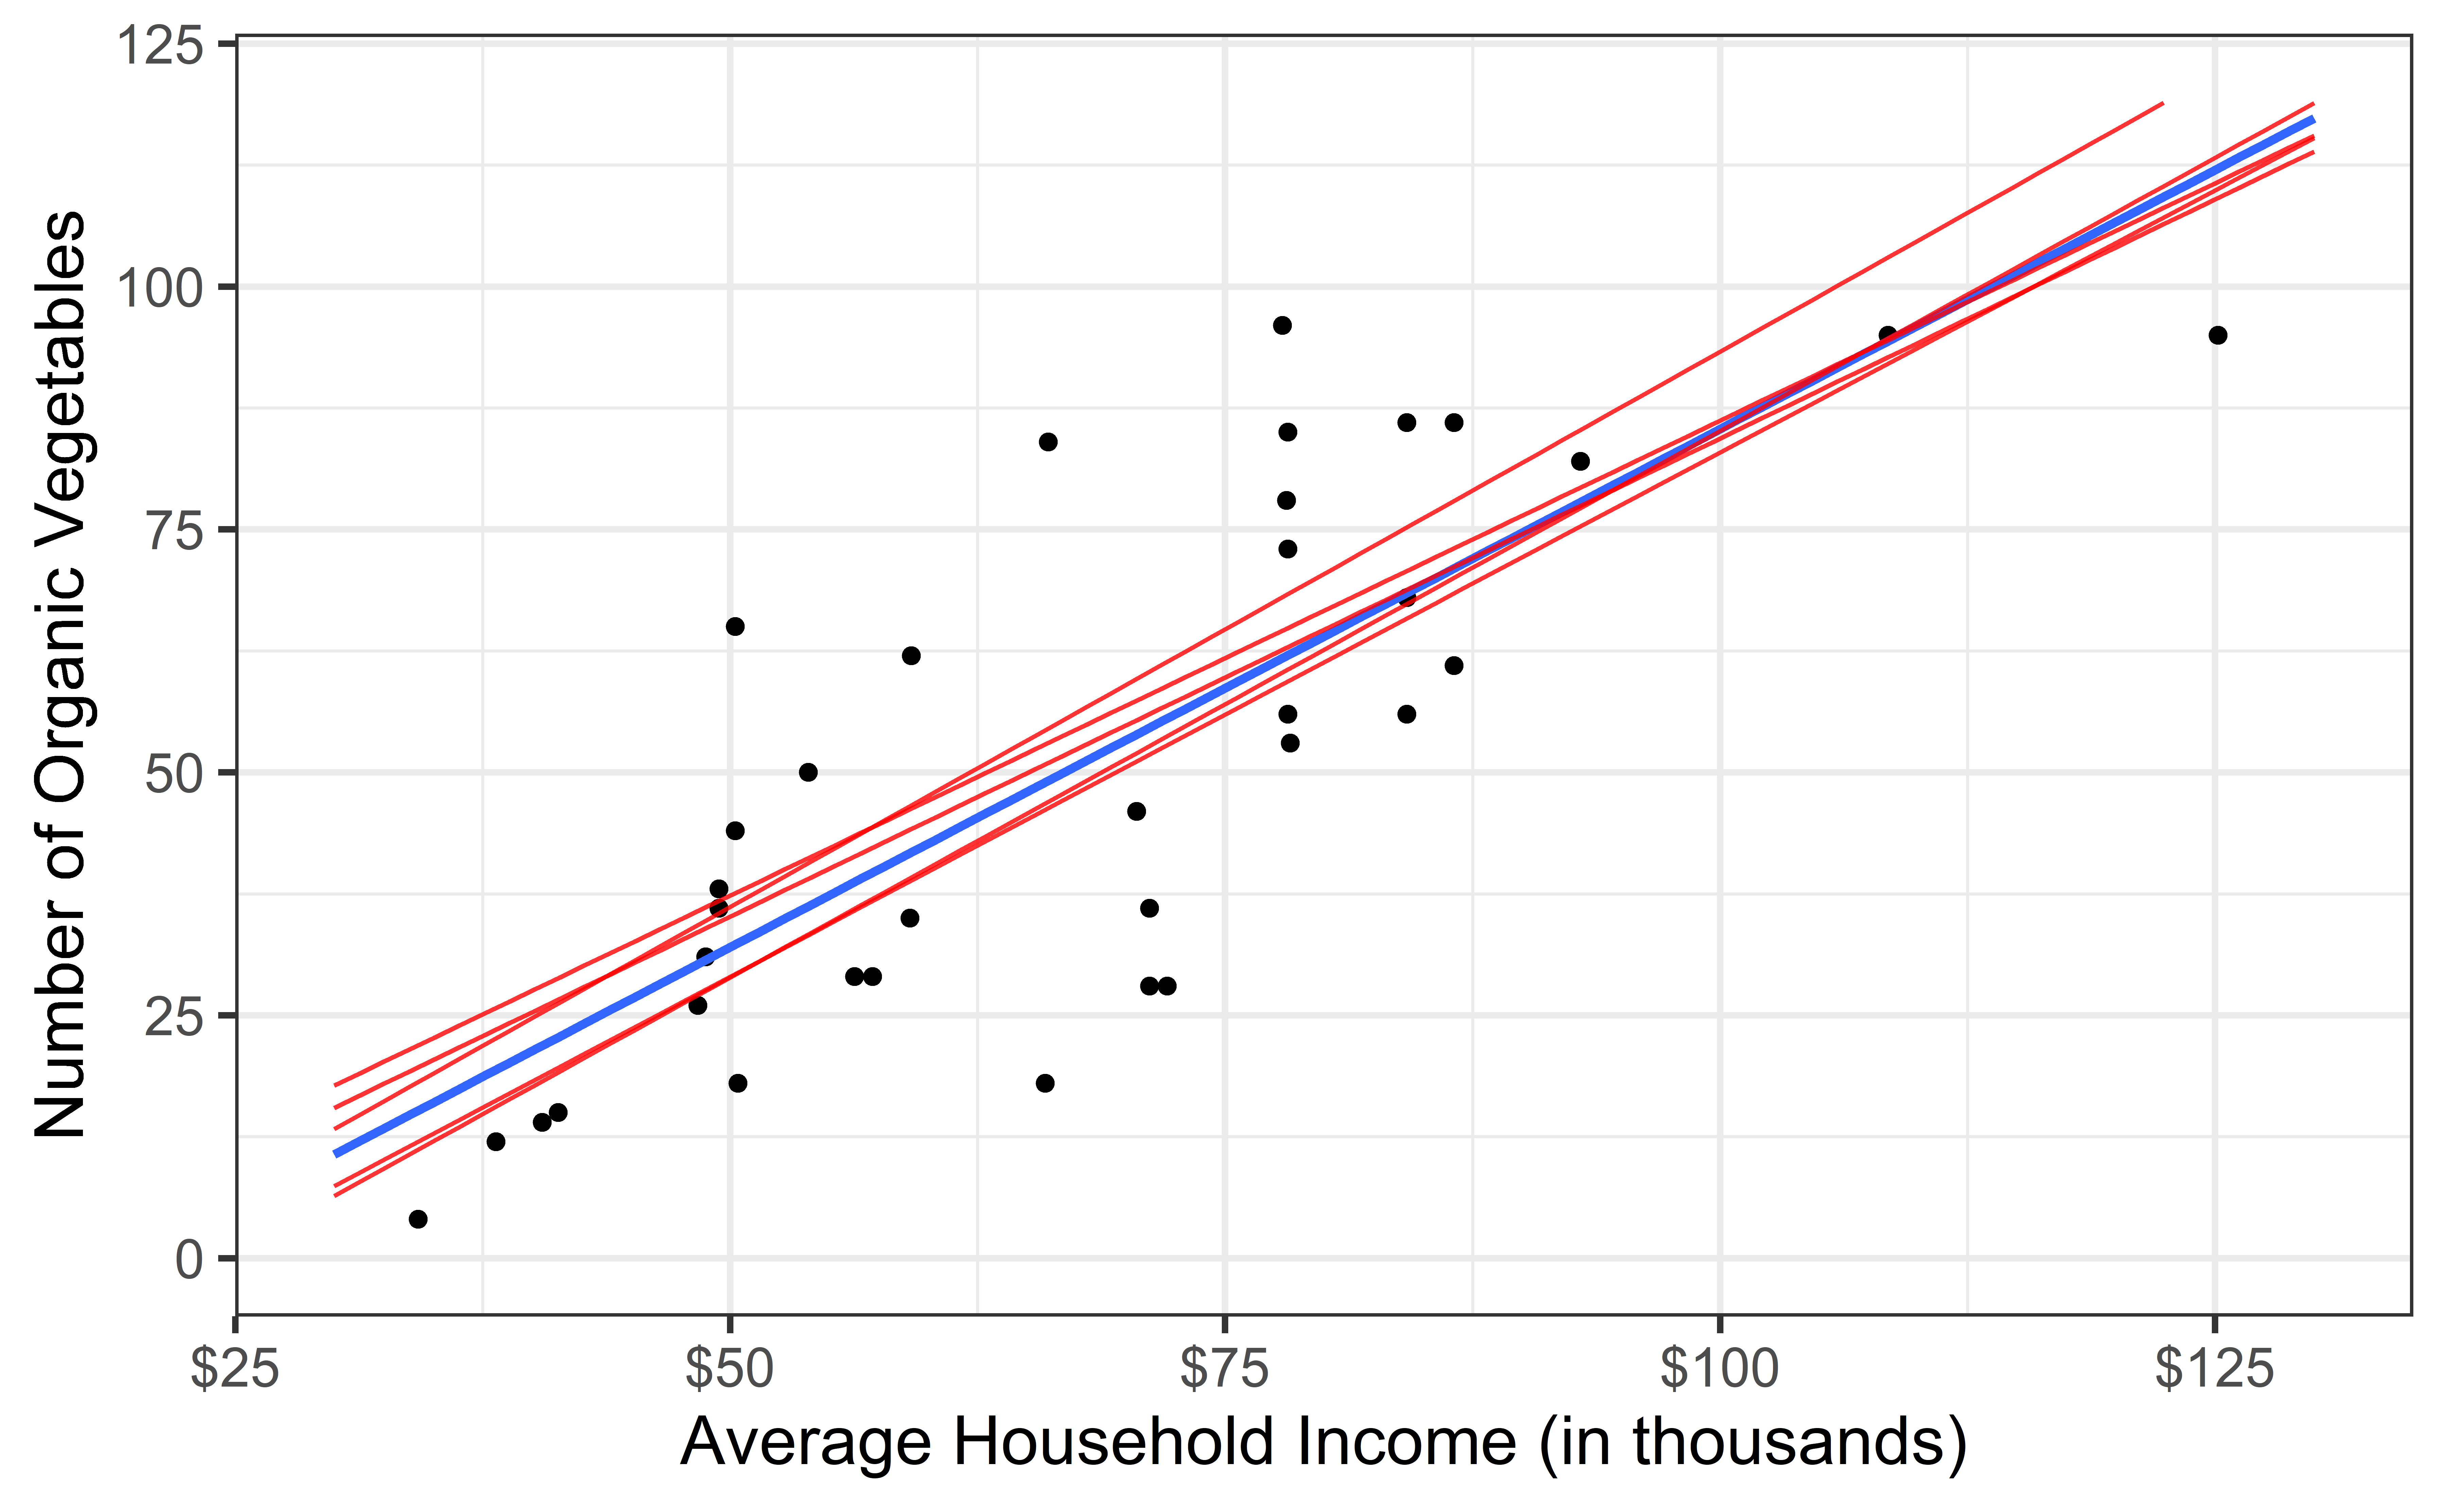 125
100
75
50
25
0
Number of Organic Vegetables
$25 $50 $75 $100 $125
Average Household Income (in thousands)